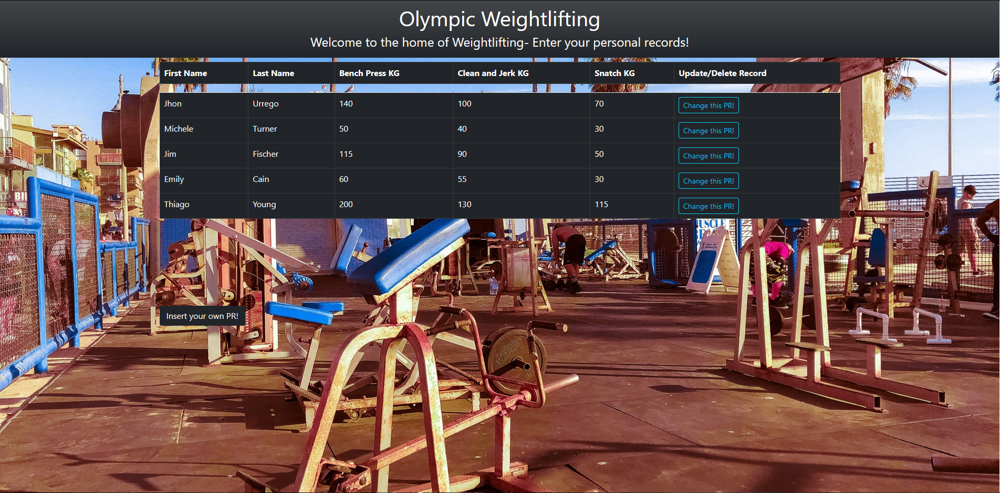 Olympic Weightlifting
Welcome to the home of Weightlifting- Enter your personal records!
First Name Last Name Bench Press KG Clean and Jerk KG Snatch KG Update/Delete Record
Jhon Urrego 140 100 70 Change this PR!
Michele Turner 50 40 30 Change this PR!
Jim Fischer 115 90 50 Change this PR!
Emily Cain 60 55 30 Change this PR!
Thiago Young 200 130 115 Change this PR!
Insert your own PR!
IVANKO
45